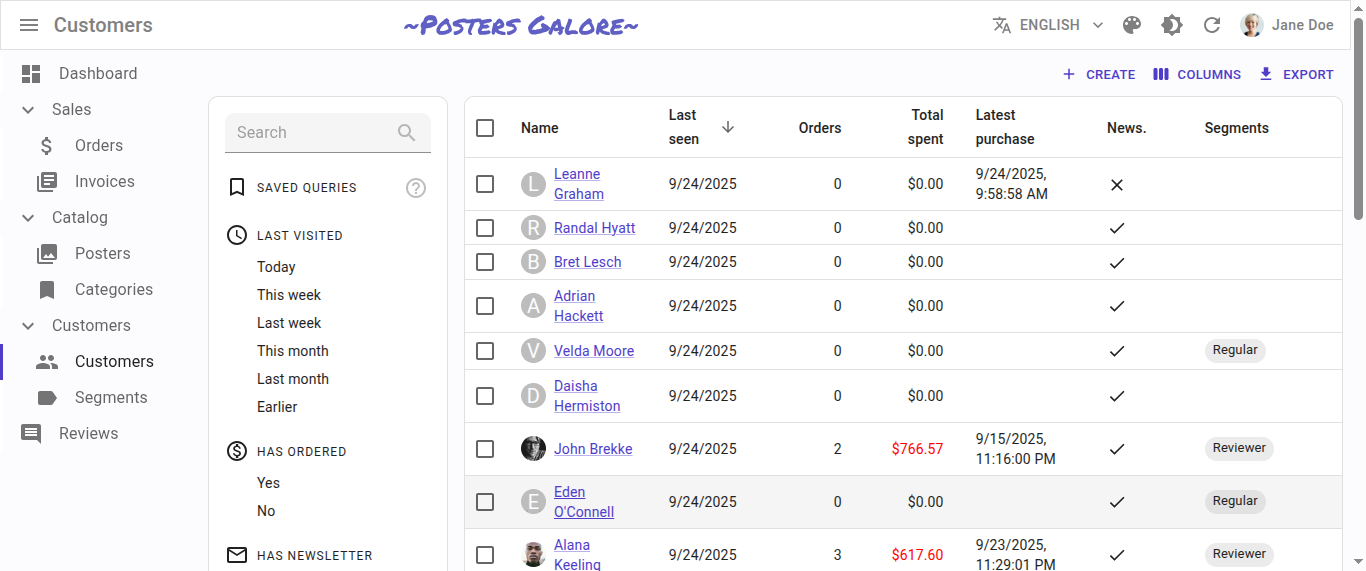 Customers
~Posters Galore~
ENGLISH
Jane Doe
Dashboard
Sales
Orders
Invoices
Catalog
Posters
Categories
Customers
Customers
Segments
Reviews
CREATE
COLUMNS
EXPORT
Search
SAVED QUERIES
?
LAST VISITED
Today
This week
Last week
This month
Last month
Earlier
HAS ORDERED
Yes
No
HAS NEWSLETTER
Name
Last
seen
Orders
Total
spent
Latest
purchase
News.
Segments
L
Leanne
Graham
9/24/2025
0
$0.00
9/24/2025,
9:58:58 AM
R
Randal Hyatt
9/24/2025
0
$0.00
B
Bret Lesch
9/24/2025
0
$0.00
A
Adrian
Hackett
9/24/2025
0
$0.00
V
Velda Moore
9/24/2025
0
$0.00
Regular
D
Daisha
Hermiston
9/24/2025
0
$0.00
John Brekke
9/24/2025
2
$766.57
9/15/2025,
11:16:00 PM
Reviewer
E
Eden
O'Connell
9/24/2025
0
$0.00
Regular
Alana
Keeling
9/24/2025
3
$617.60
9/23/2025,
11:29:01 PM
Reviewer